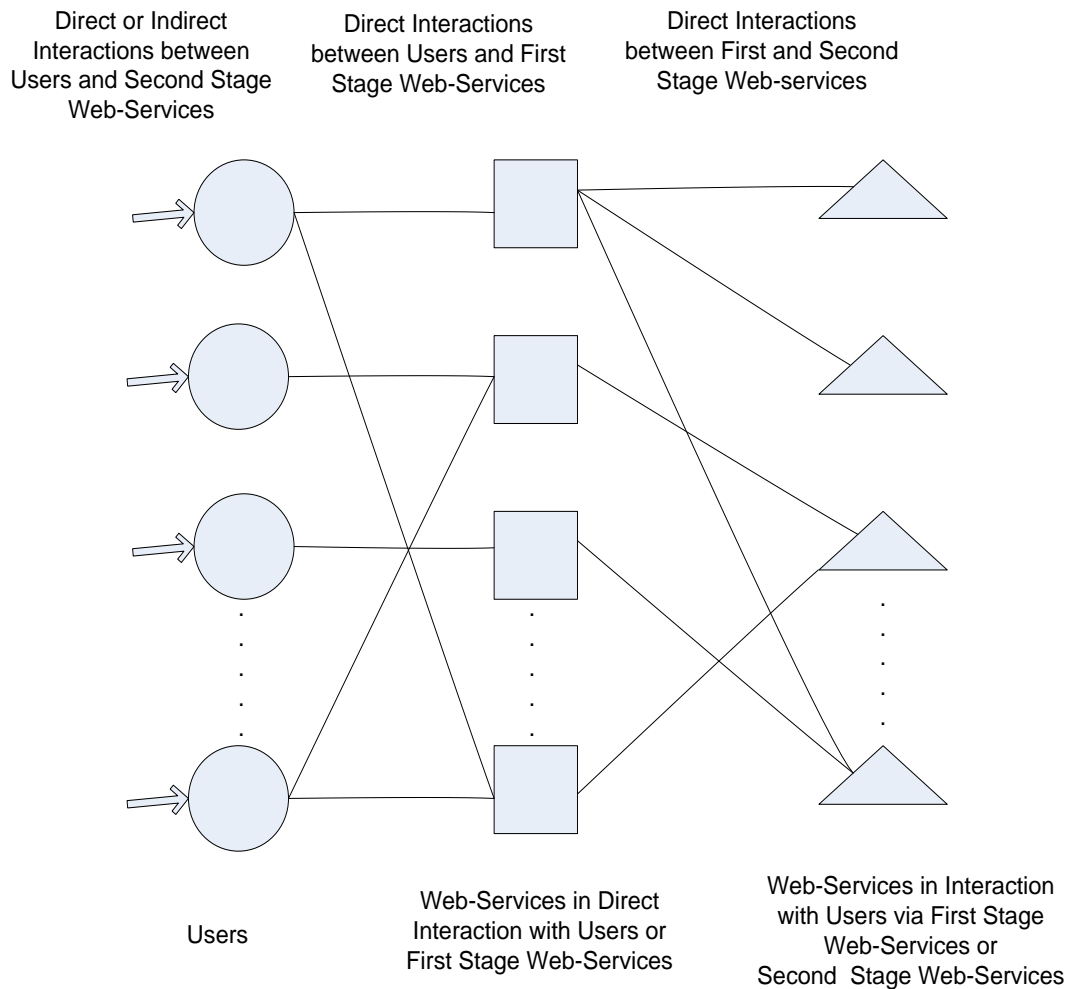 Direct or Indirect
Interactions between
Users and Second Stage
Web-Services
Direct Interactions
between Users and First
Stage Web-Services
Direct Interactions
between First and Second
Stage Web-services
Users
Web-Services in Direct
Interaction with Users or
First Stage Web-Services
Web-Services in Interaction
with Users via First Stage
Web-Services or
Second Stage Web-Services